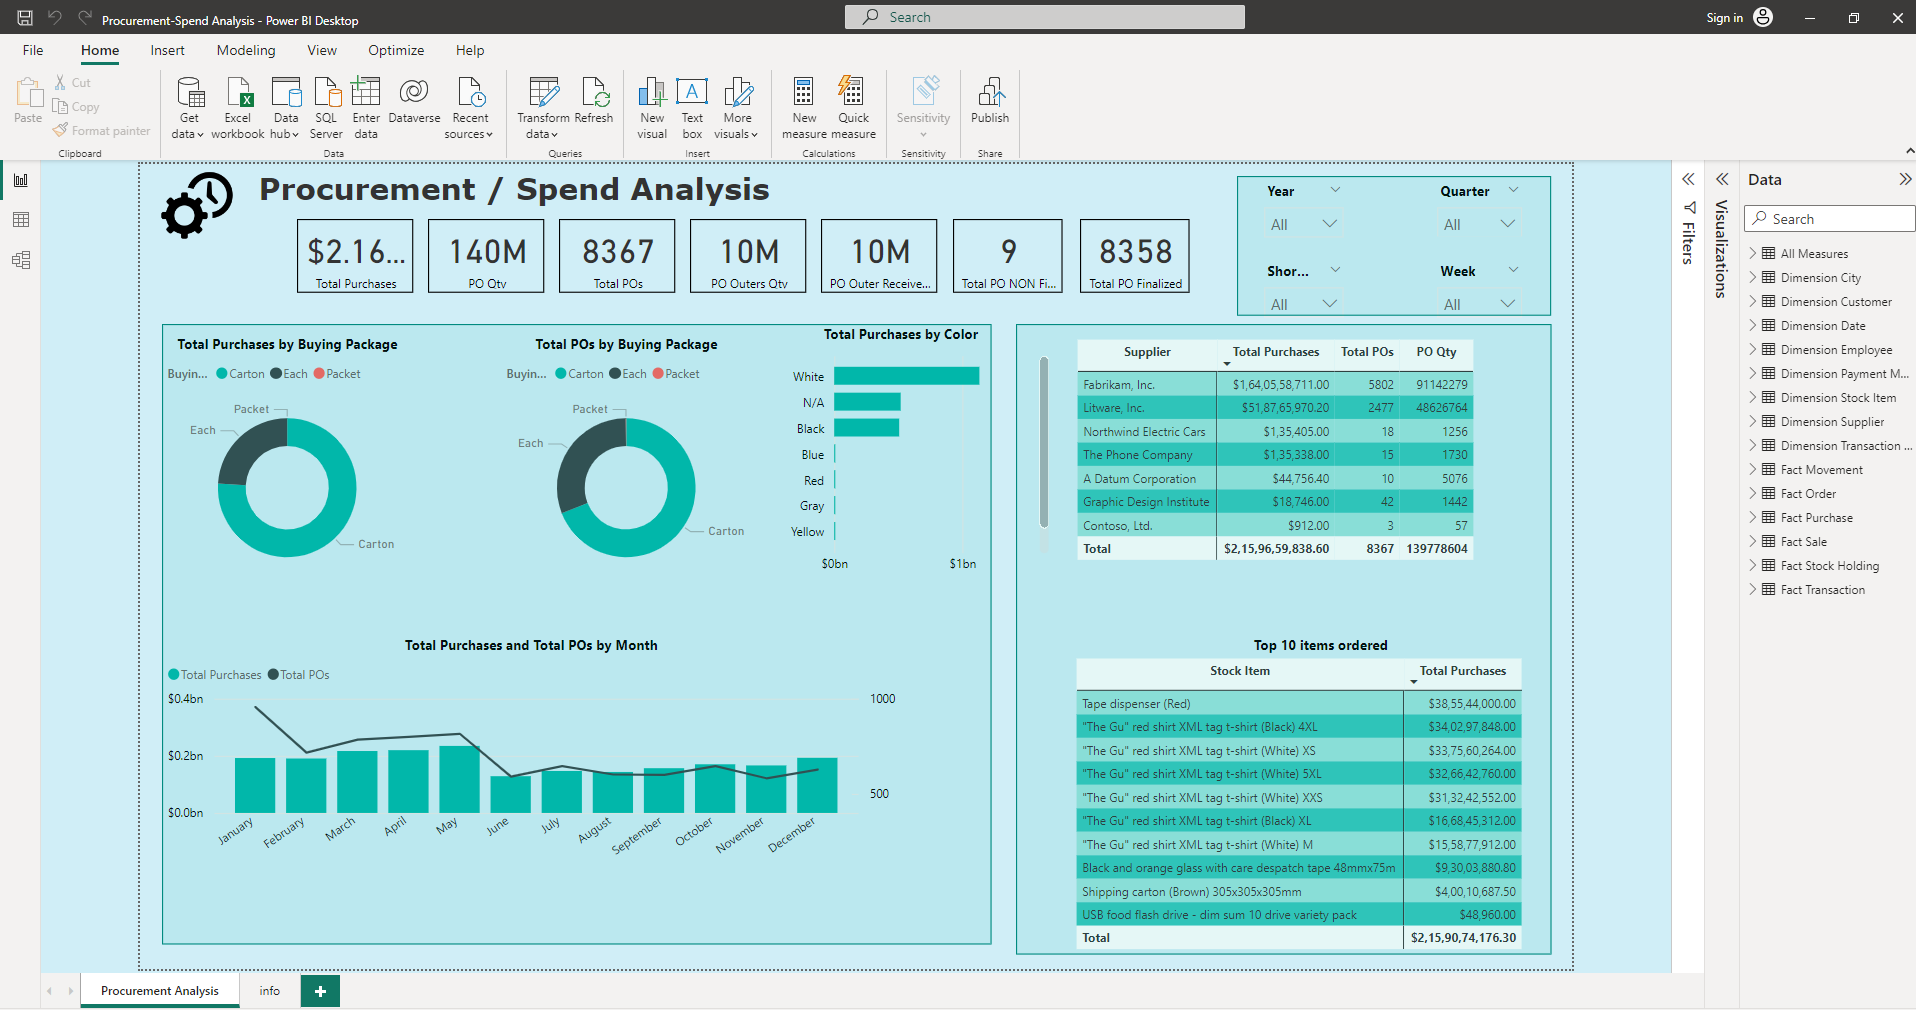 Procurement-Spend Analysis - Power BI Desktop
Search
Sign in
File Home Insert Modeling View Optimize Help
Paste
Cut
Copy
Format painter
Clipboard
Get data
Excel workbook
Data hub
SQL Server
Enter data
Dataverse
Recent sources
Data
Transform data
Refresh
Queries
New visual
Text box
More visuals
Insert
New measure
Quick measure
Calculations
Sensitivity
Sensitivity
Publish
Share
Procurement / Spend Analysis
$2.16...
Total Purchases
140M
PO Qty
8367
Total POs
10M
PO Outers Qty
10M
PO Outer Receive...
9
Total PO NON Fi...
8358
Total PO Finalized
Year
All
Quarter
All
Shor...
All
Week
All
Total Purchases by Buying Package
Buyin... Carton Each Packet
Packet
Each
Carton
Total POs by Buying Package
Buyin... Carton Each Packet
Packet
Each
Carton
Total Purchases by Color
White
N/A
Black
Blue
Red
Gray
Yellow
$0bn $1bn
Total Purchases and Total POs by Month
Total Purchases Total POs
$0.4bn
$0.2bn
$0.0bn
1000
500
January February March April May June July August September October November December
Supplier Total Purchases Total POs PO Qty
Fabrikam, Inc. $1,64,05,58,711.00 5802 91142279
Litware, Inc. $51,87,65,970.20 2477 48626764
Northwind Electric Cars $1,35,405.00 18 1256
The Phone Company $1,35,338.00 15 1730
A Datum Corporation $44,756.40 10 5076
Graphic Design Institute $18,746.00 42 1442
Contoso, Ltd. $912.00 3 57
Total $2,15,96,59,838.60 8367 139778604
Top 10 items ordered
Stock Item Total Purchases
Tape dispenser (Red) $38,55,44,000.00
"The Gu" red shirt XML tag t-shirt (Black) 4XL $34,02,97,848.00
"The Gu" red shirt XML tag t-shirt (White) XS $33,75,60,264.00
"The Gu" red shirt XML tag t-shirt (White) 5XL $32,66,42,760.00
"The Gu" red shirt XML tag t-shirt (White) XXS $31,32,42,552.00
"The Gu" red shirt XML tag t-shirt (Black) XL $16,68,45,312.00
"The Gu" red shirt XML tag t-shirt (White) M $15,58,77,912.00
Black and orange glass with care despatch tape 48mmx75m $9,30,03,880.80
Shipping carton (Brown) 305x305x305mm $4,00,10,687.50
USB food flash drive - dim sum 10 drive variety pack $48,960.00
Total $2,15,90,74,176.30
Filters
Visualizations
Data
Search
All Measures
Dimension City
Dimension Customer
Dimension Date
Dimension Employee
Dimension Payment M...
Dimension Stock Item
Dimension Supplier
Dimension Transaction ...
Fact Movement
Fact Order
Fact Purchase
Fact Sale
Fact Stock Holding
Fact Transaction
Procurement Analysis
info